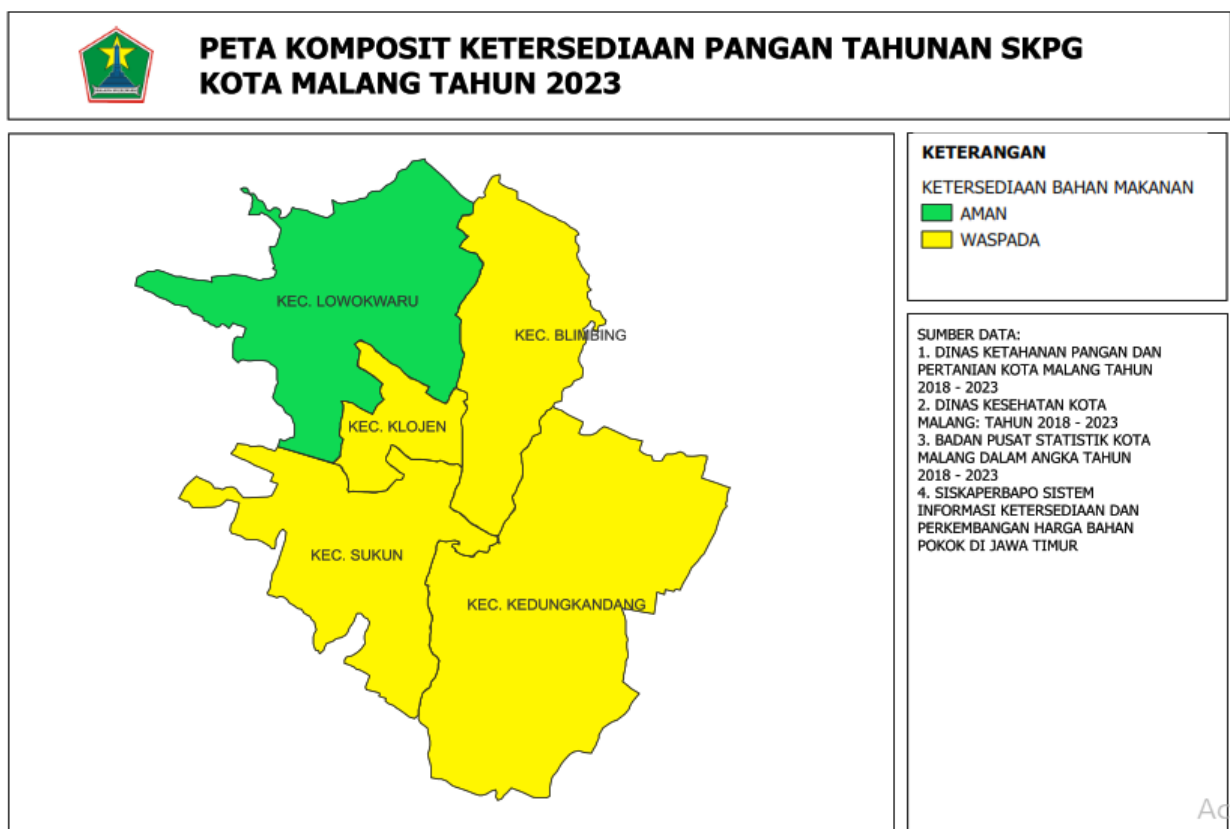 PETA KOMPOSIT KETERSEDIAAN PANGAN TAHUNAN SKPG
KOTA MALANG TAHUN 2023
KEC. LOWOKWARU
KEC. BLIMBING
KEC. KLOJEN
KEC. SUKUN
KEC. KEDUNGKANDANG
KETERANGAN
KETERSEDIAAN BAHAN MAKANAN
AMAN
WASPADA
SUMBER DATA:
1. DINAS KETAHANAN PANGAN DAN
PERTANIAN KOTA MALANG TAHUN
2018 - 2023
2. DINAS KESEHATAN KOTA
MALANG: TAHUN 2018 - 2023
3. BADAN PUSAT STATISTIK KOTA
MALANG DALAM ANGKA TAHUN
2018 - 2023
4. SISKAPERBAPO SISTEM
INFORMASI KETERSEDIAAN DAN
PERKEMBANGAN HARGA BAHAN
POKOK DI JAWA TIMUR